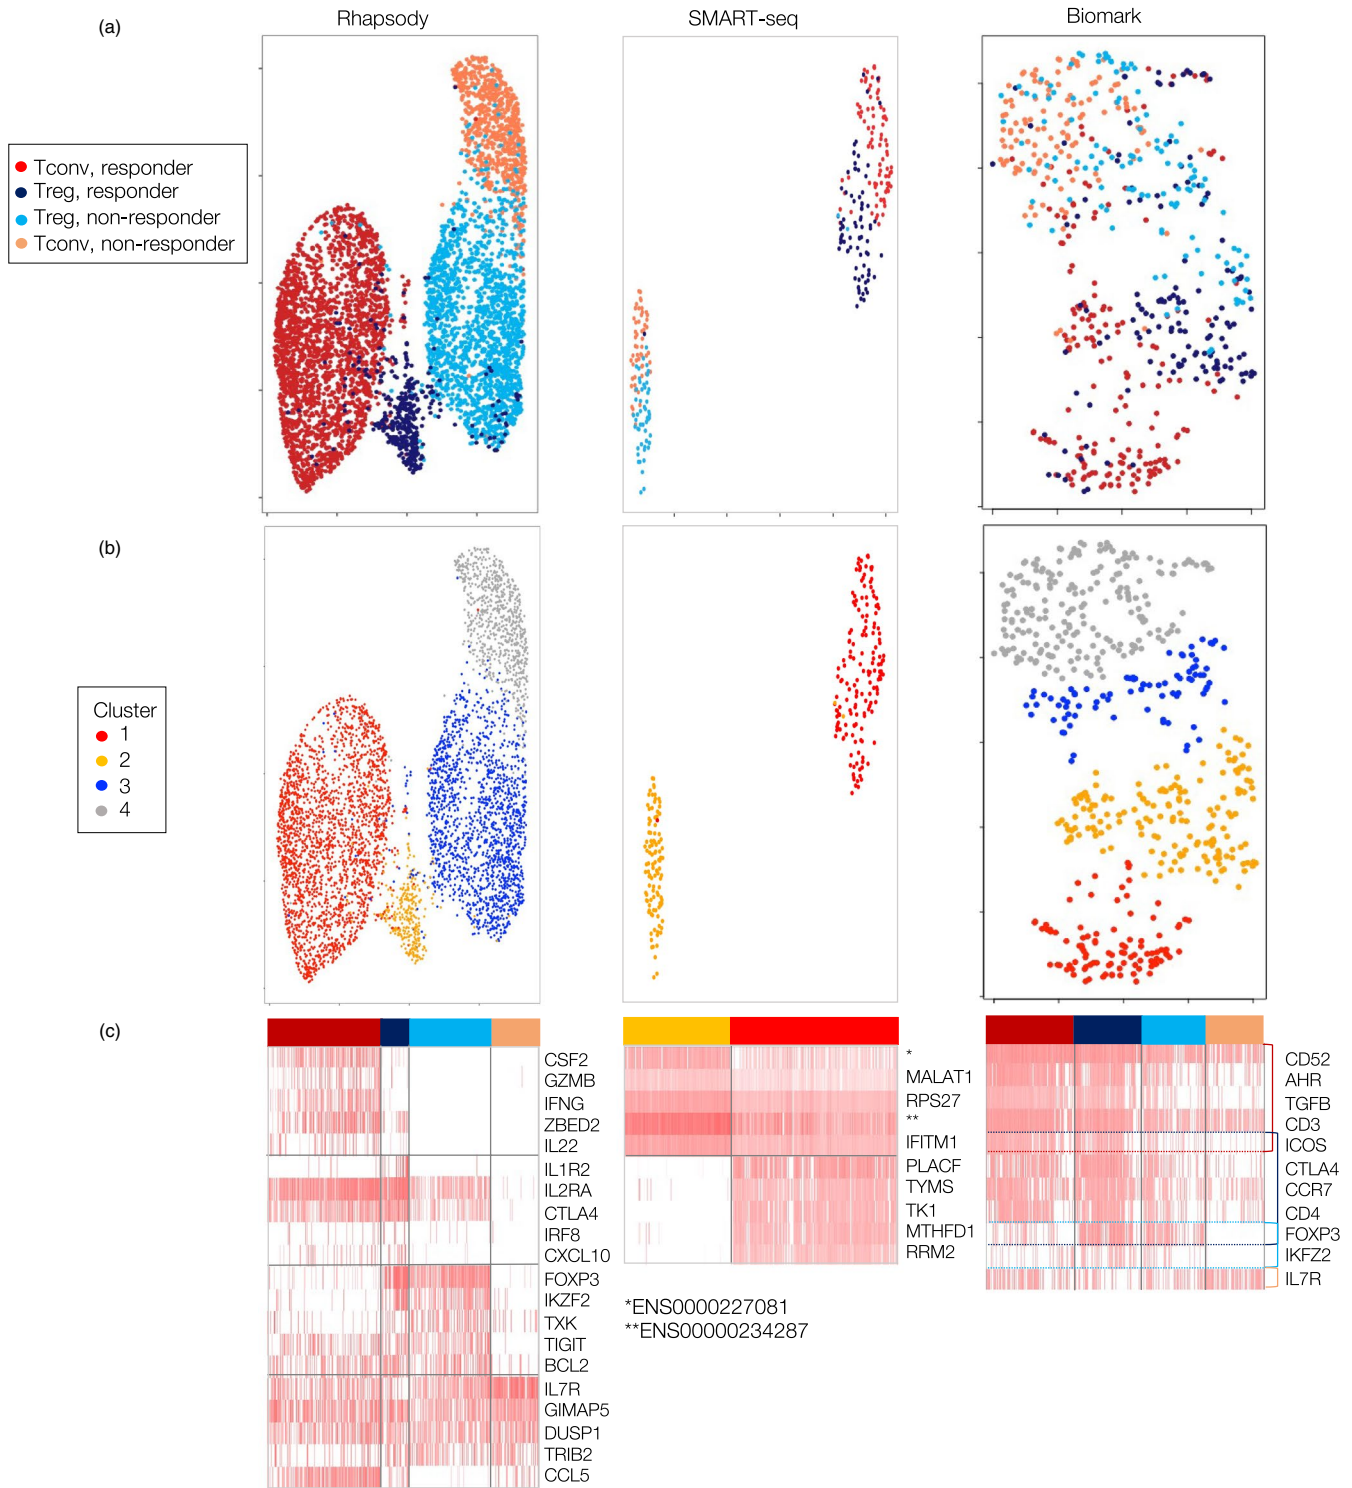 (a)
Rhapsody
SMART-seq
Biomark
Tconv, responder
Treg, responder
Treg, non-responder
Tconv, non-responder
(b)
Cluster
1
2
3
4
(c)
CSF2
GZMB
IFNG
ZBED2
IL22
IL1R2
IL2RA
CTLA4
IRF8
CXCL10
FOXP3
IKZF2
TXK
TIGIT
BCL2
IL7R
GIMAP5
DUSP1
TRIB2
CCL5
*
MALAT1
RPS27
**
IFITM1
PLACF
TYMS
TK1
MTHFD1
RRM2
*ENS0000227081
**ENS00000234287
CD52
AHR
TGFB
CD3
ICOS
CTLA4
CCR7
CD4
FOXP3
IKFZ2
IL7R